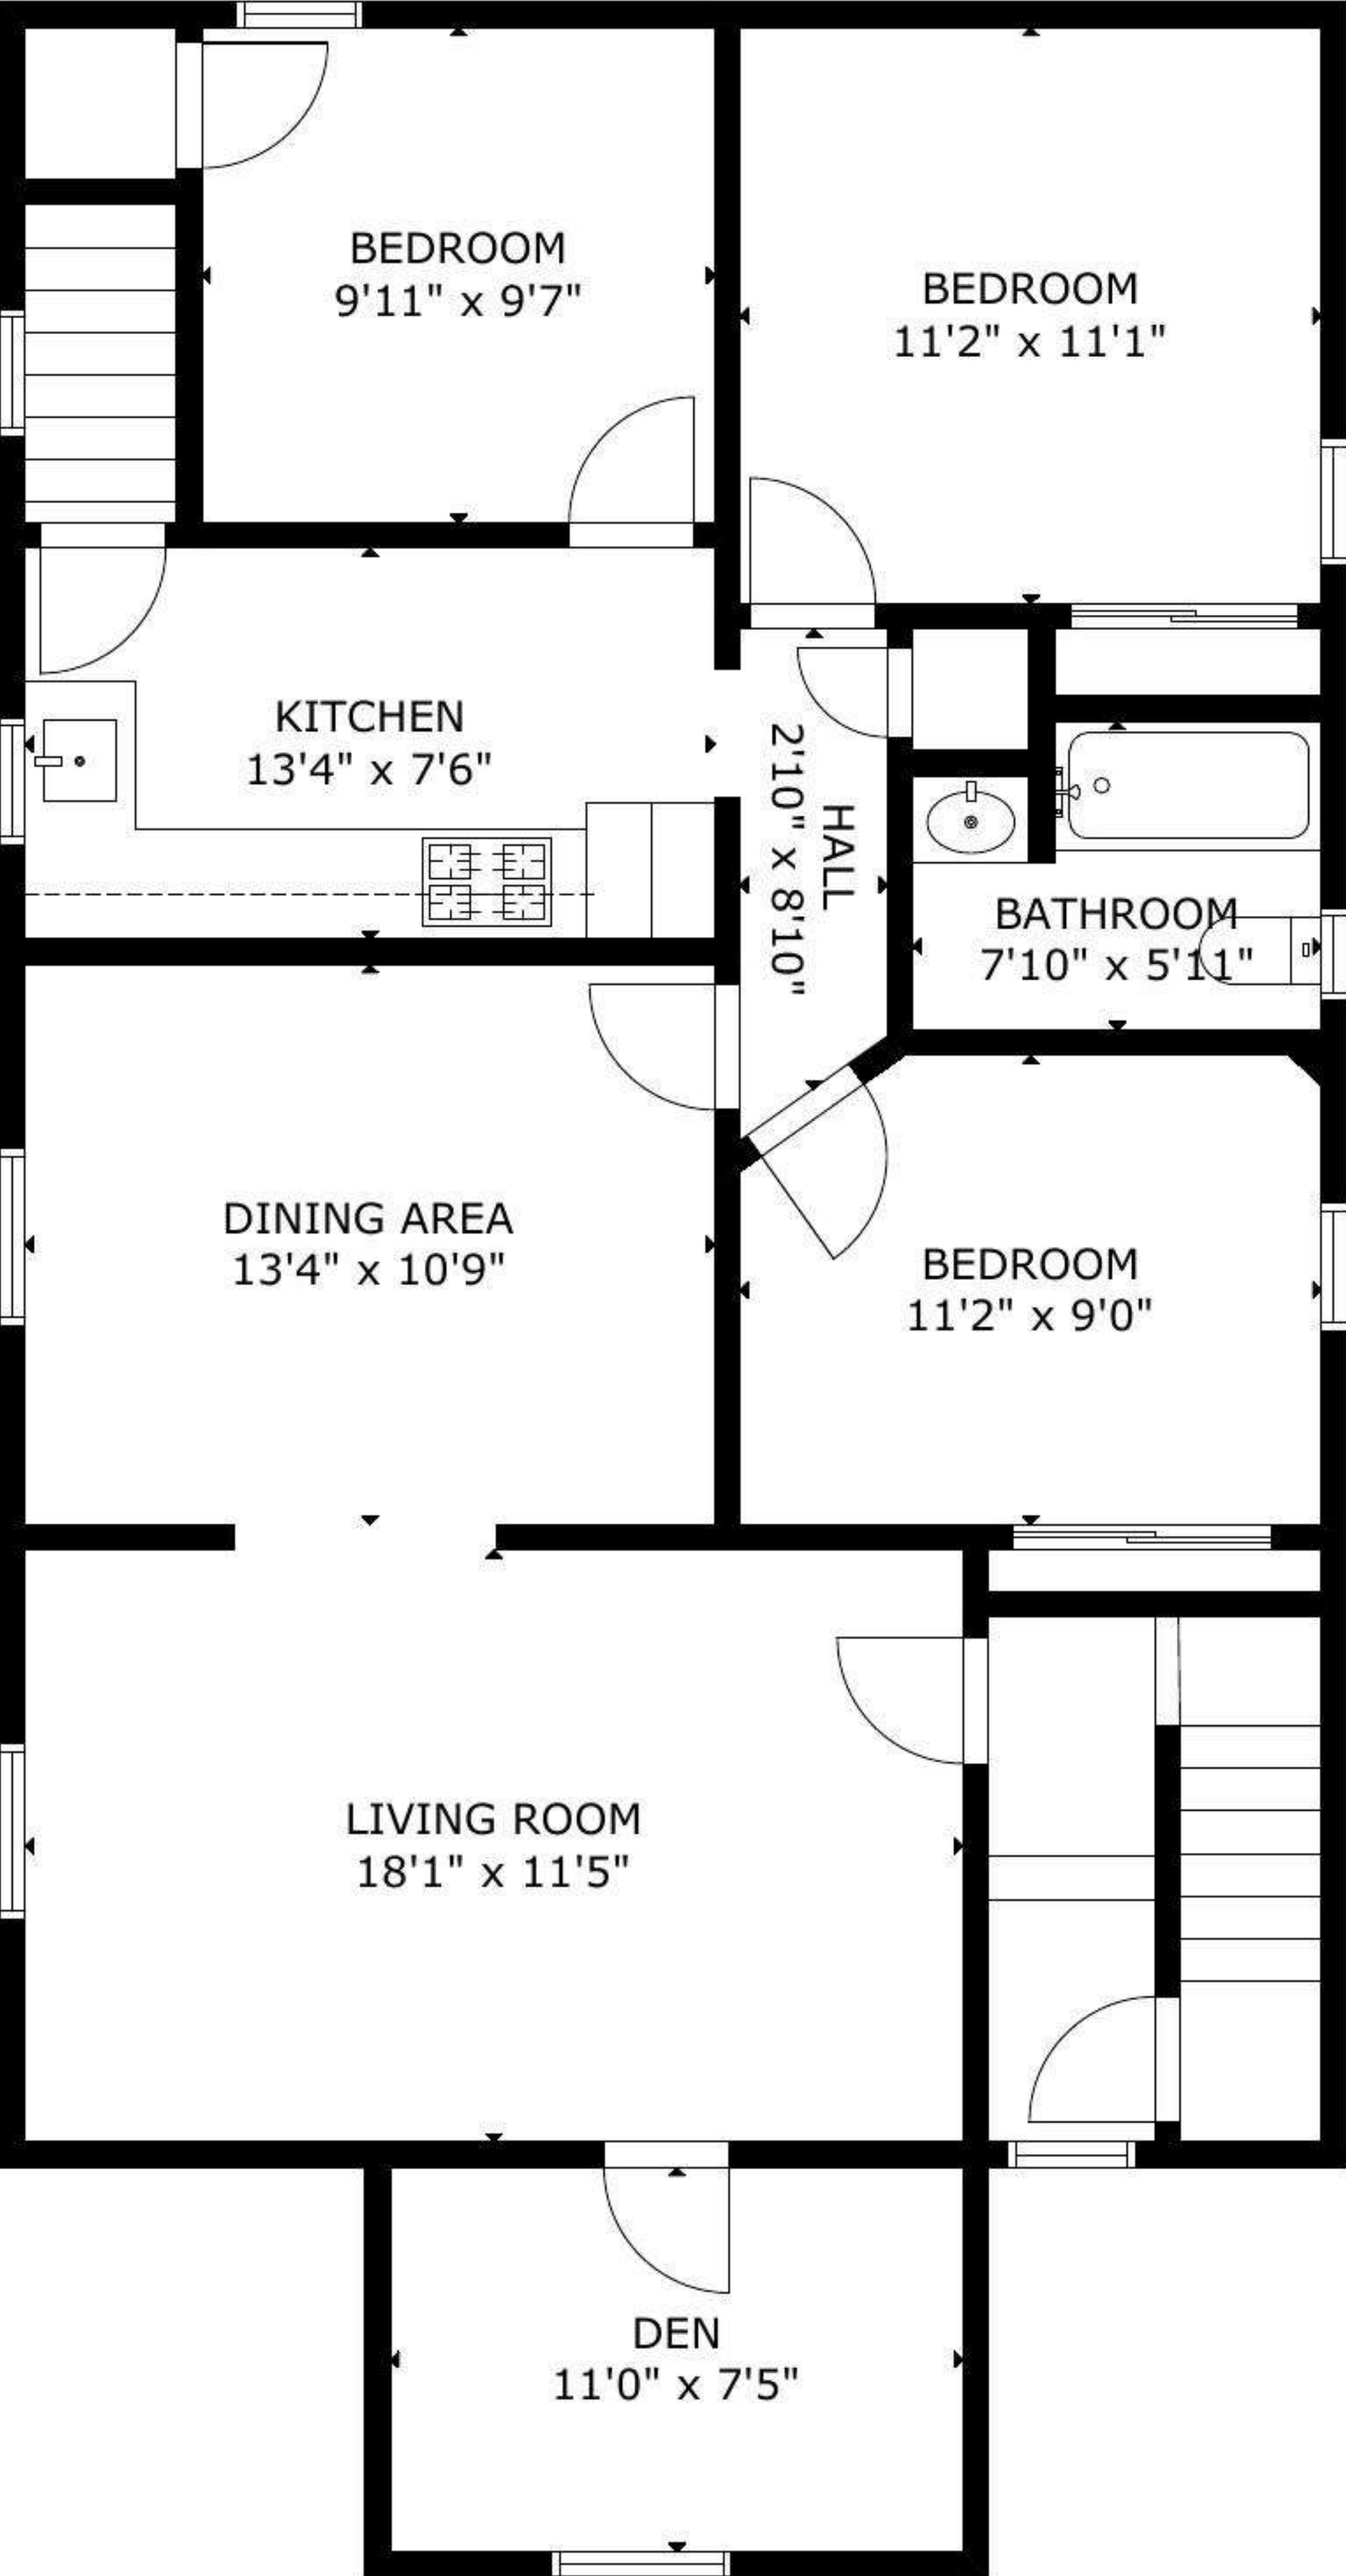 BEDROOM
9'11" x 9'7"
BEDROOM
11'2" x 11'1"
KITCHEN
13'4" x 7'6"
HALL
2'10" x 8'10"
BATHROOM
7'10" x 5'11"
DINING AREA
13'4" x 10'9"
BEDROOM
11'2" x 9'0"
LIVING ROOM
18'1" x 11'5"
DEN
11'0" x 7'5"